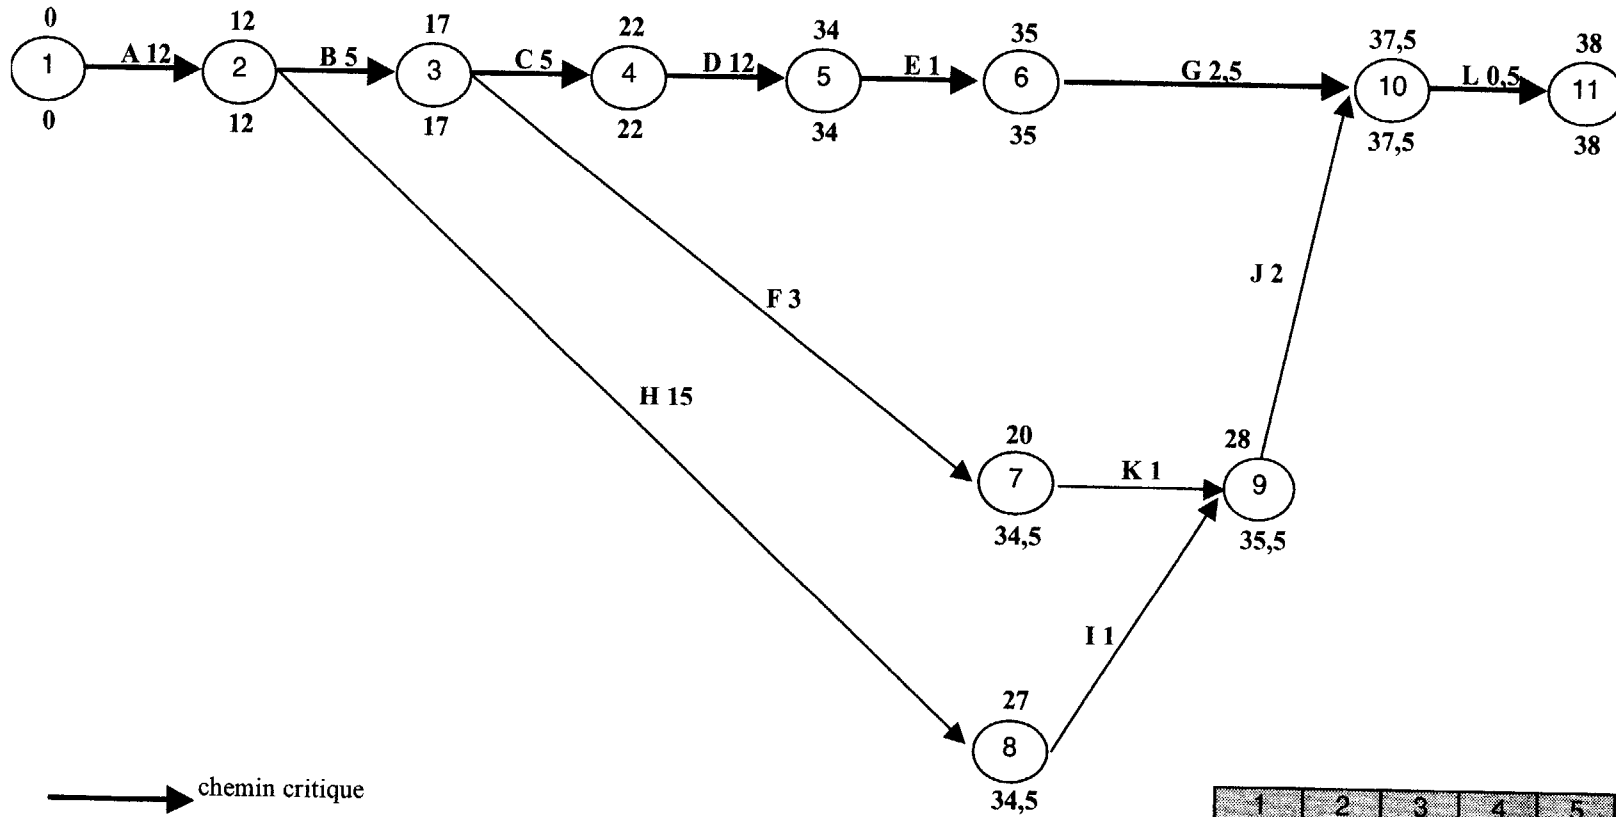 0 12 17 22 34 35 37,5 38
1 A 12 2 B 5 3 C 5 4 D 12 5 E 1 6 G 2,5 10 L 0,5 11
0 12 17 22 34 35 37,5 38
J 2
F 3
H 15
20 28
7 K 1 9
34,5 35,5
I 1
27
8
34,5
chemin critique
1 2 3 4 5